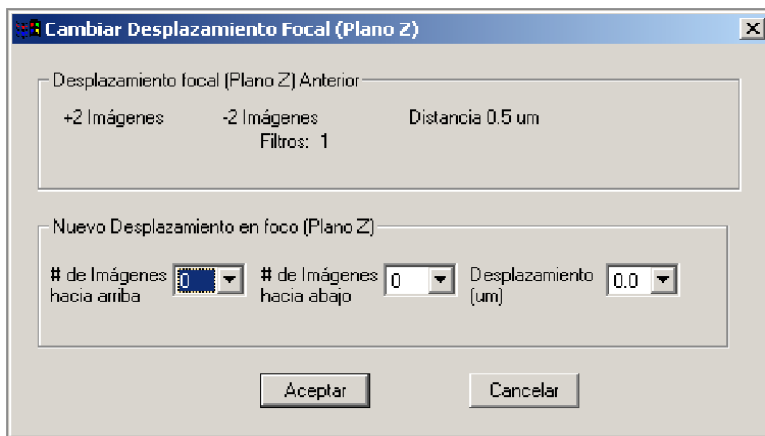 Cambiar Desplazamiento Focal (Plano Z)
Desplazamiento focal (Plano Z) Anterior
+2 Imágenes -2 Imágenes Distancia 0.5 um
Filtros: 1
Nuevo Desplazamiento en foco (Plano Z)
# de Imágenes hacia arriba 0 # de Imágenes hacia abajo 0 Desplazamiento (um) 0.0
Aceptar Cancelar